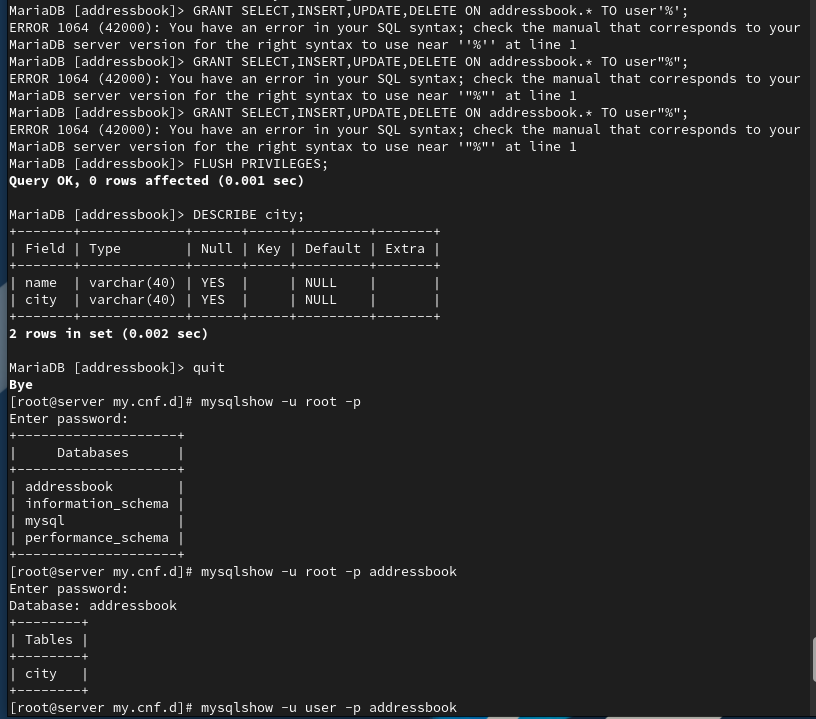 MariaDB [addressbook]> GRANT SELECT,INSERT,UPDATE,DELETE ON addressbook.* TO user'%';
ERROR 1064 (42000): You have an error in your SQL syntax; check the manual that corresponds to your
MariaDB server version for the right syntax to use near ''%'' at line 1
MariaDB [addressbook]> GRANT SELECT,INSERT,UPDATE,DELETE ON addressbook.* TO user"%";
ERROR 1064 (42000): You have an error in your SQL syntax; check the manual that corresponds to your
MariaDB server version for the right syntax to use near '"%"' at line 1
MariaDB [addressbook]> GRANT SELECT,INSERT,UPDATE,DELETE ON addressbook.* TO user"%";
ERROR 1064 (42000): You have an error in your SQL syntax; check the manual that corresponds to your
MariaDB server version for the right syntax to use near '"%"' at line 1
MariaDB [addressbook]> FLUSH PRIVILEGES;
Query OK, 0 rows affected (0.001 sec)

MariaDB [addressbook]> DESCRIBE city;
+-------+-------------+------+-----+---------+-------+
| Field | Type        | Null | Key | Default | Extra |
+-------+-------------+------+-----+---------+-------+
| name  | varchar(40) | YES  |     | NULL    |       |
| city  | varchar(40) | YES  |     | NULL    |       |
+-------+-------------+------+-----+---------+-------+
2 rows in set (0.002 sec)

MariaDB [addressbook]> quit
Bye
[root@server my.cnf.d]# mysqlshow -u root -p
Enter password:
+--------------------+
|     Databases      |
+--------------------+
| addressbook        |
| information_schema |
| mysql              |
| performance_schema |
+--------------------+
[root@server my.cnf.d]# mysqlshow -u root -p addressbook
Enter password:
Database: addressbook
+--------+
| Tables |
+--------+
| city   |
+--------+
[root@server my.cnf.d]# mysqlshow -u user -p addressbook